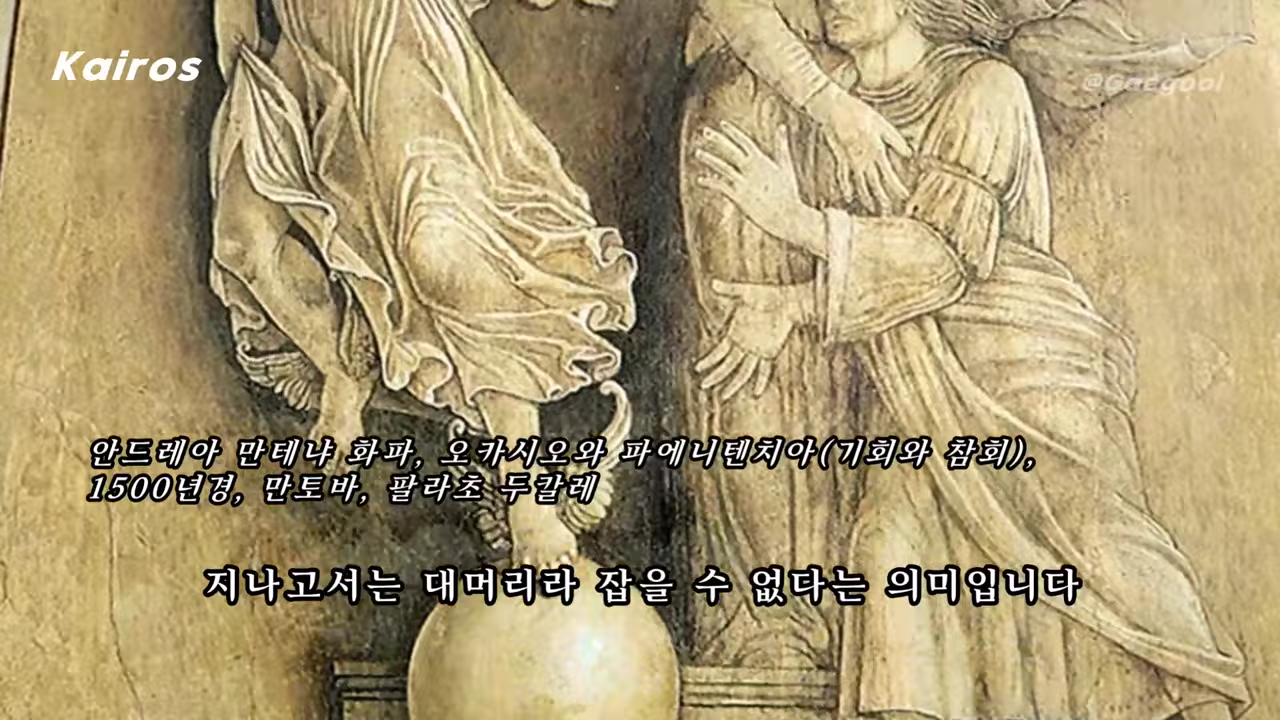 Kairos
@Gaegool
안드레아 만테냐 화파, 오카시오와 파에니텐치아(기회와 참회),
1500년경, 만토바, 팔라초 두칼레
지나고서는 대머리라 잡을 수 없다는 의미입니다